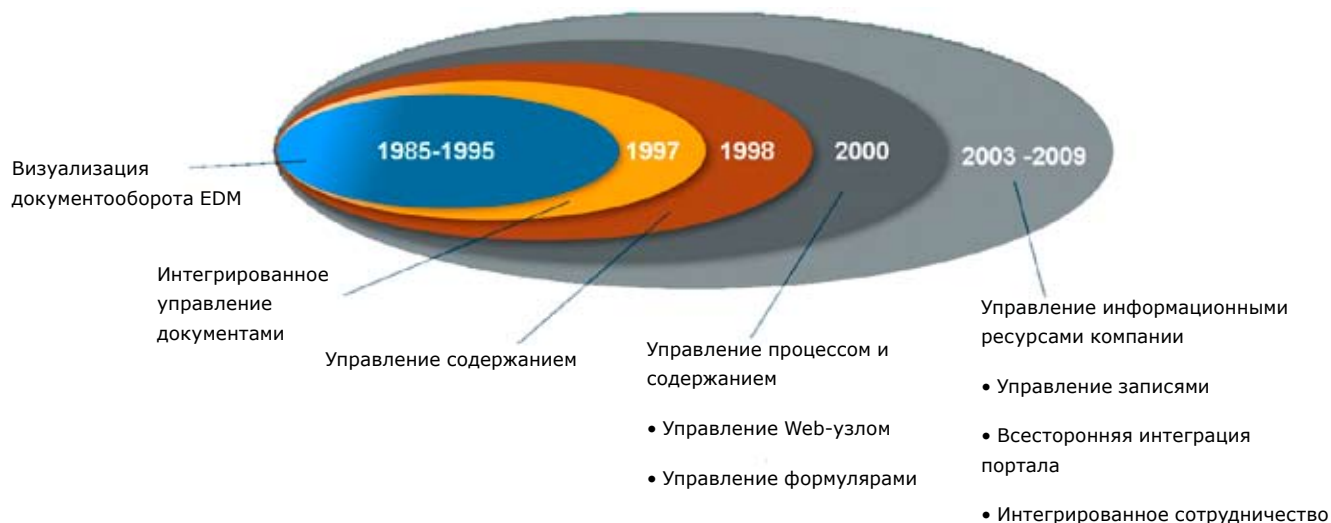 1985-1995
1997
1998
2000
2003 -2009
Визуализация
документооборота EDM
Интегрированное
управление
документами
Управление содержанием
Управление процессом и
содержанием
• Управление Web-узлом
• Управление формулярами
Управление информационными
ресурсами компании
• Управление записями
• Всесторонняя интеграция
портала
• Интегрированное сотрудничество